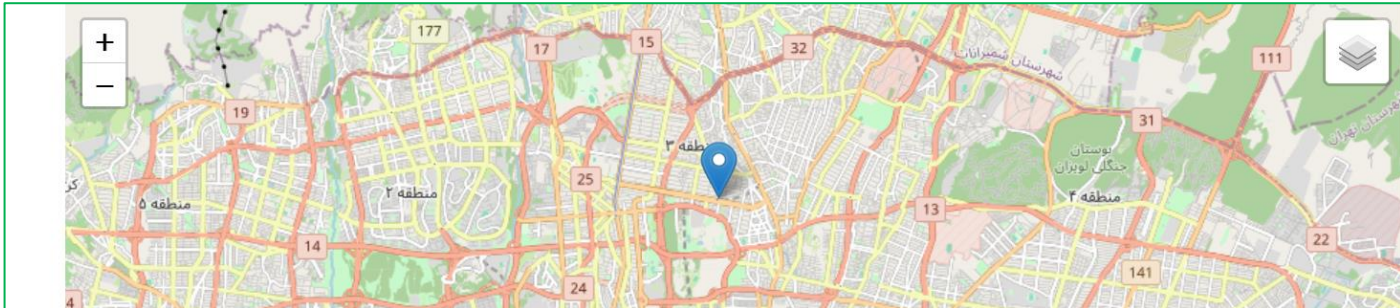 +
177
15
32
17
شهرستان شمیرانات
111
−
19
31
منطقه ۳
بوستان
جنگلی لویزان
25
منطقه ۲
منطقه ۴
منطقه ۵
13
22
14
141
24
4